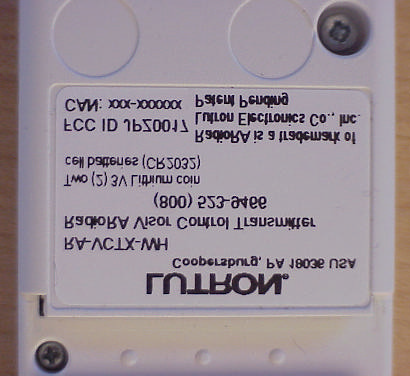 LUTRON®
Coopersburg, PA 18036 USA
RA-VCTX-WH
RadioRA Visor Control Transmitter
(800) 523-9466
Two (2) 3V Lithium coin
cell batteries (CR2032)
RadioRA is a trademark of
FCC ID JPZ0017 Lutron Electronics Co., Inc.
CAN: xxx-xxxxxx Patent Pending